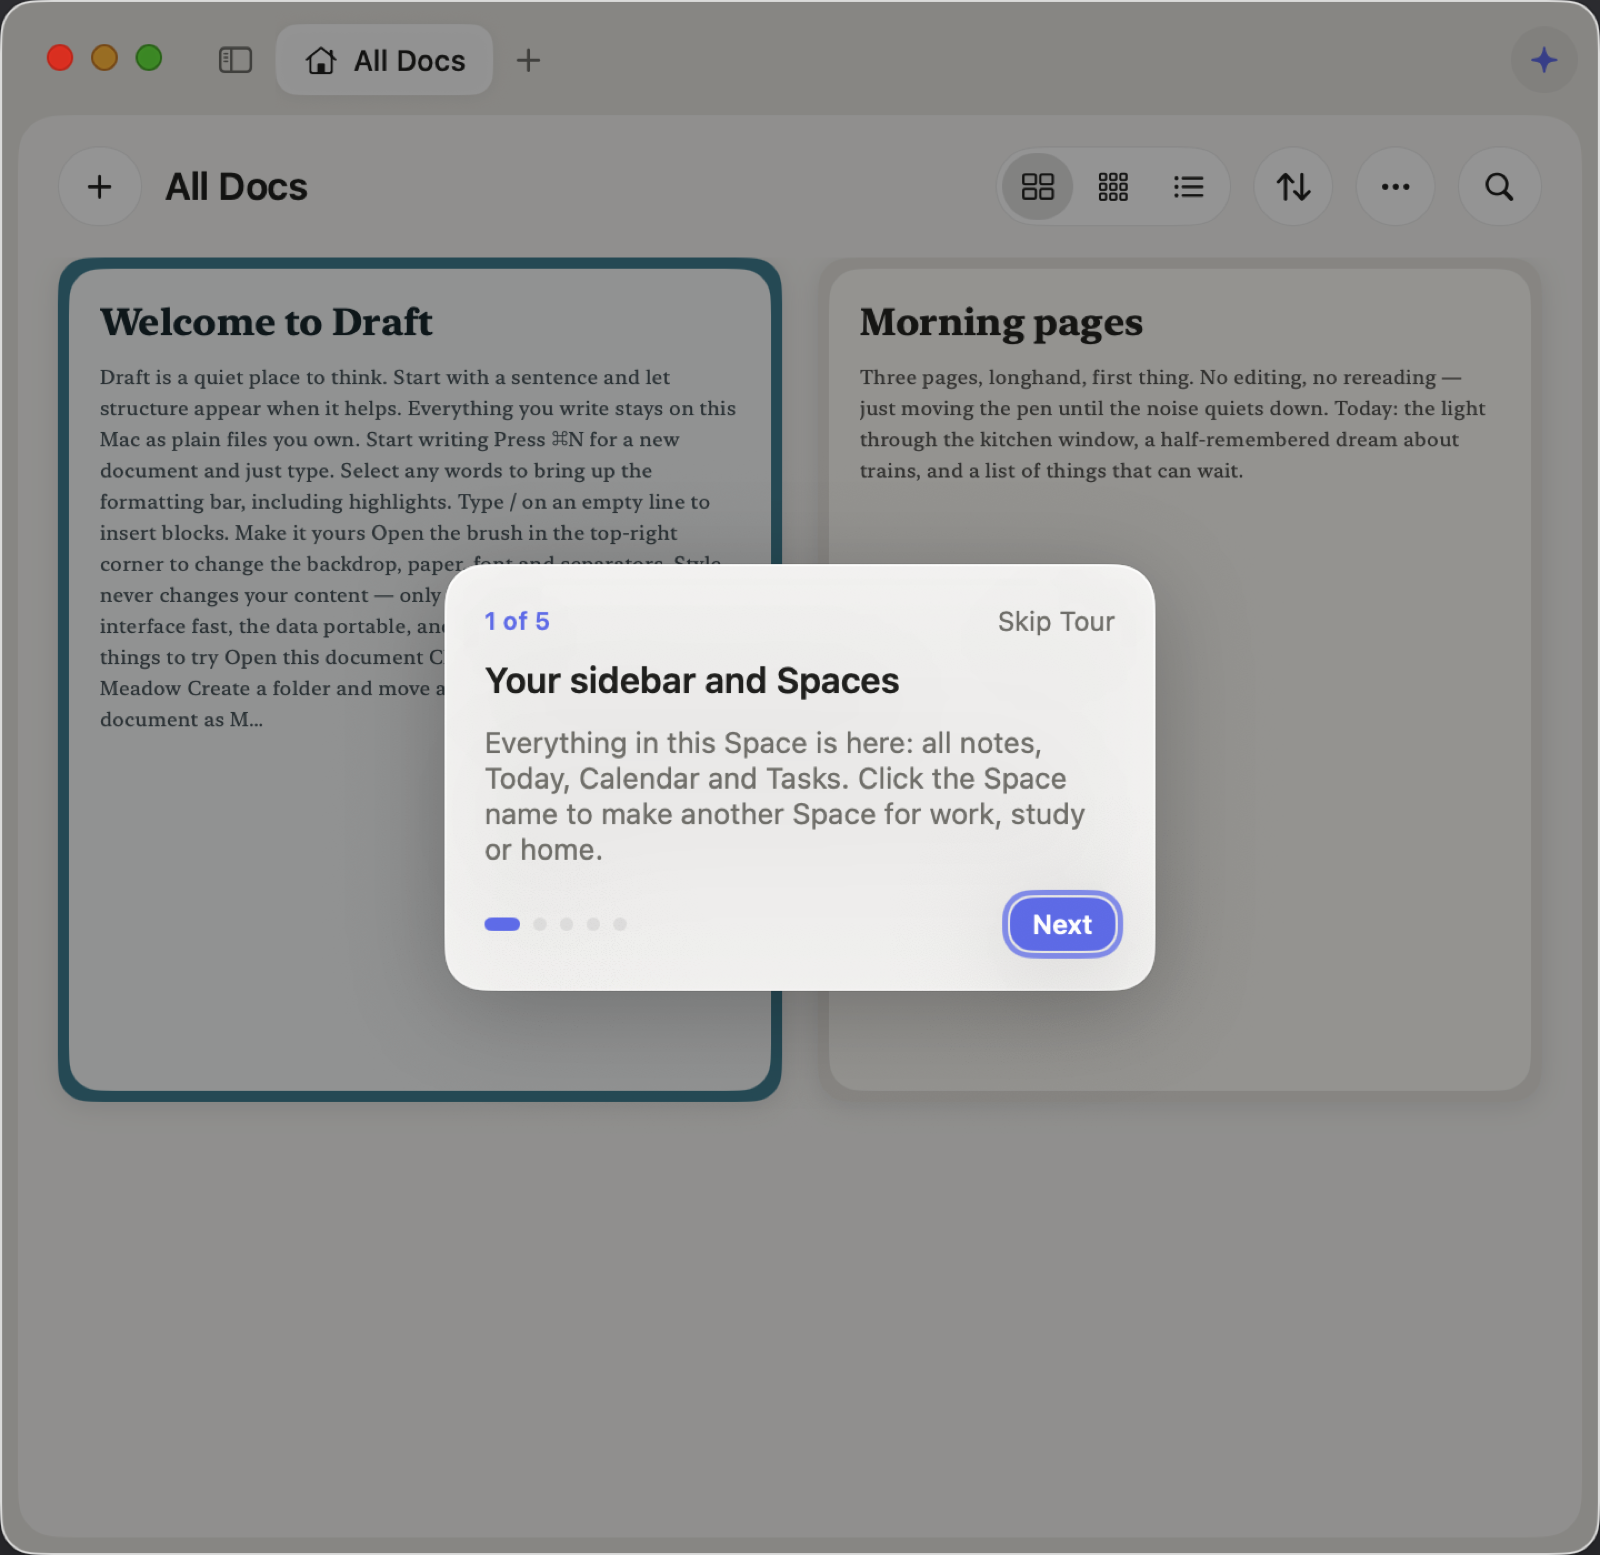 All Docs
All Docs
Welcome to Draft
Draft is a quiet place to think. Start with a sentence and let
structure appear when it helps. Everything you write stays on this
Mac as plain files you own. Start writing Press ⌘N for a new
document and just type. Select any words to bring up the
formatting bar, including highlights. Type / on an empty line to
insert blocks. Make it yours Open the brush in the top-right
corner to change the backdrop, paper, font and separators. Style
never changes your content — only
interface fast, the data portable,
things to try Open this document
Meadow Create a folder and move
document as M...
Morning pages
Three pages, longhand, first thing. No editing, no rereading —
just moving the pen until the noise quiets down. Today: the light
through the kitchen window, a half-remembered dream about
trains, and a list of things that can wait.
1 of 5
Skip Tour
Your sidebar and Spaces
Everything in this Space is here: all notes,
Today, Calendar and Tasks. Click the Space
name to make another Space for work, study
or home.
Next